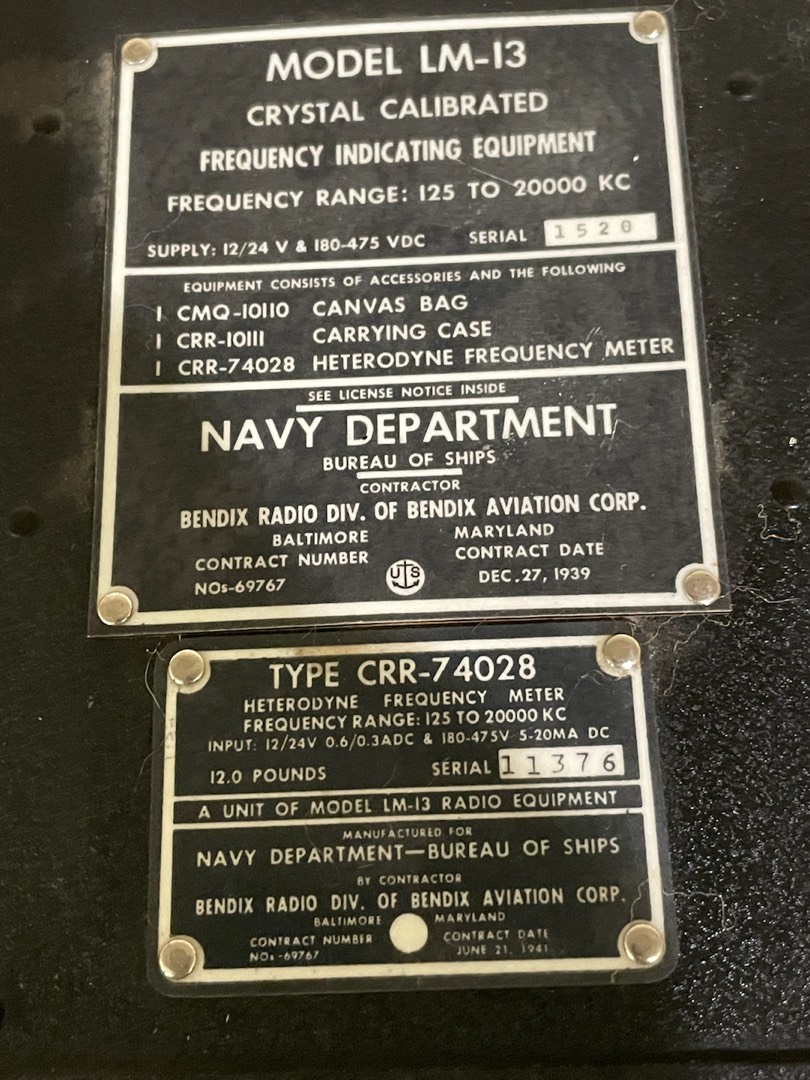 MODEL LM-13
CRYSTAL CALIBRATED
FREQUENCY INDICATING EQUIPMENT
FREQUENCY RANGE: 125 TO 20000 KC
SUPPLY: 12/24 V & 180-475 VDC SERIAL 1520
EQUIPMENT CONSISTS OF ACCESSORIES AND THE FOLLOWING
1 CMQ-10110 CANVAS BAG
1 CRR-10111 CARRYING CASE
1 CRR-74028 HETERODYNE FREQUENCY METER
SEE LICENSE NOTICE INSIDE
NAVY DEPARTMENT
BUREAU OF SHIPS
CONTRACTOR
BENDIX RADIO DIV. OF BENDIX AVIATION CORP.
BALTIMORE MARYLAND
CONTRACT NUMBER CONTRACT DATE
NOs-69767 US DEC. 27, 1939
TYPE CRR-74028
HETERODYNE FREQUENCY METER
FREQUENCY RANGE: 125 TO 20000 KC
INPUT: 12/24V 0.6/0.3ADC & 180-475V 5-20MA DC
12.0 POUNDS SERIAL 11376
A UNIT OF MODEL LM-13 RADIO EQUIPMENT
MANUFACTURED FOR
NAVY DEPARTMENT—BUREAU OF SHIPS
BY CONTRACTOR
BENDIX RADIO DIV. OF BENDIX AVIATION CORP.
BALTIMORE MARYLAND
CONTRACT NUMBER CONTRACT DATE
NOs-69767 JUNE 21, 1941